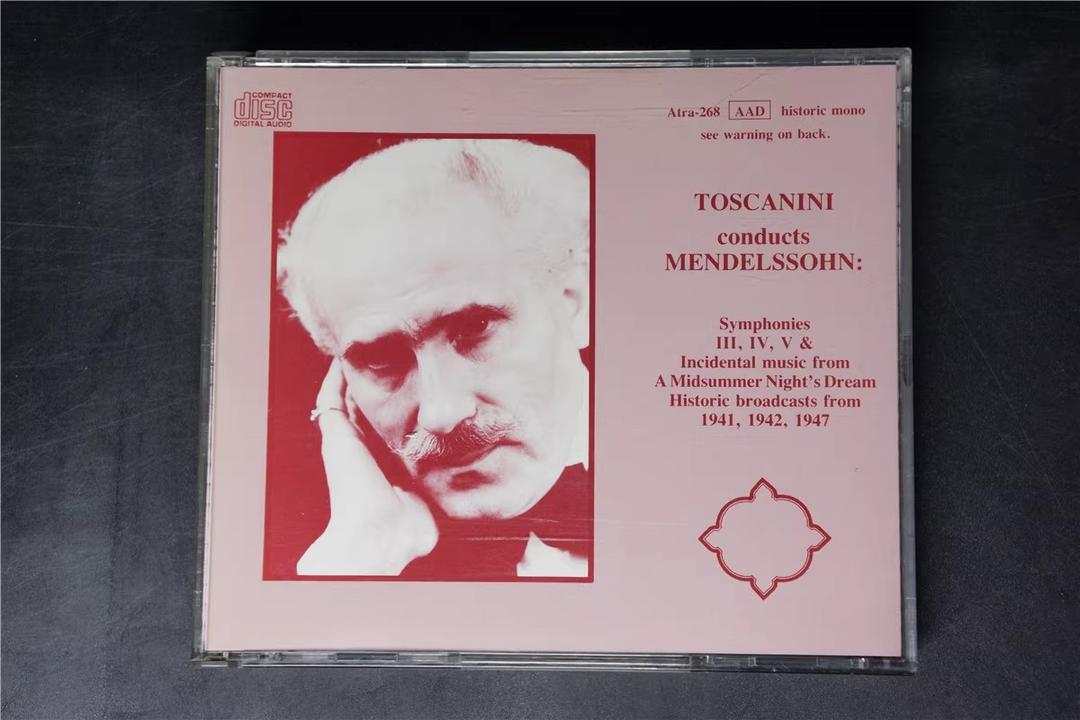 COMPACT
disc
DIGITAL AUDIO
Atra-268 AAD historic mono
see warning on back.
TOSCANINI
conducts
MENDELSSOHN:
Symphonies
III, IV, V &
Incidental music from
A Midsummer Night's Dream
Historic broadcasts from
1941, 1942, 1947